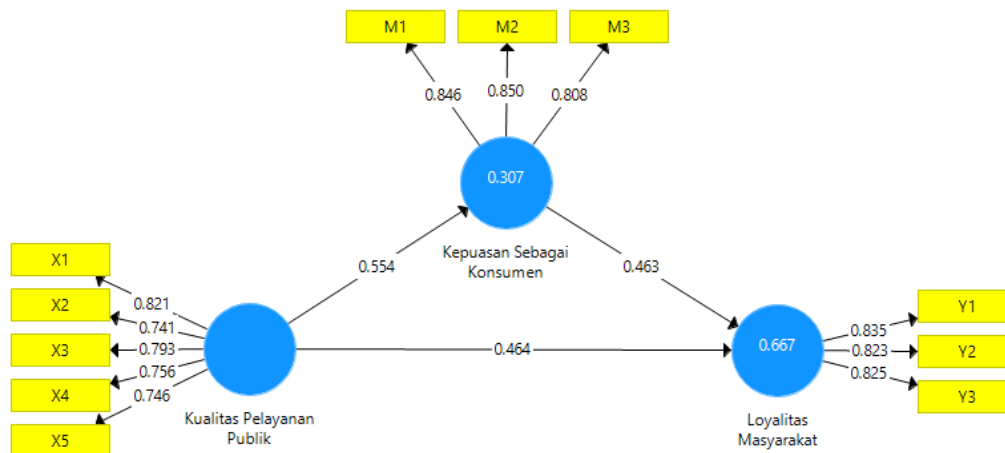 M1
M2
M3
0.846
0.850
0.808
0.307
Kepuasan Sebagai
Konsumen
0.554
0.463
X1
X2
X3
X4
X5
0.821
0.741
0.793
0.756
0.746
Kualitas Pelayanan
Publik
0.464
0.667
Loyalitas
Masyarakat
0.835
0.823
0.825
Y1
Y2
Y3